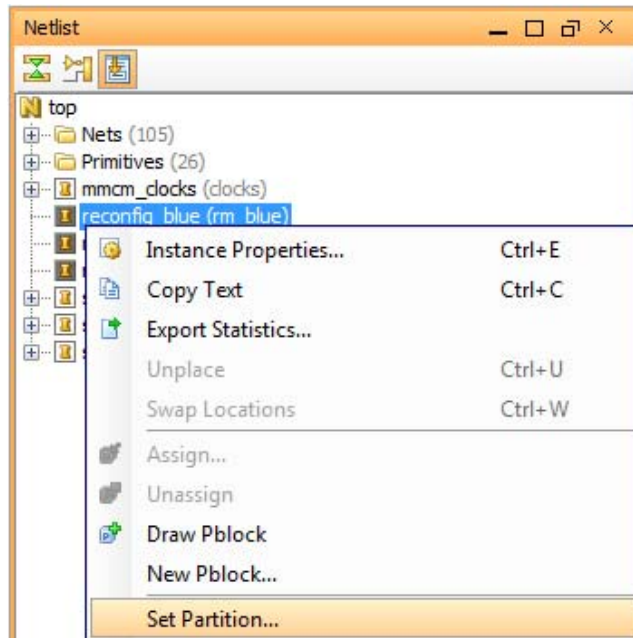 Netlist
top
Nets (105)
Primitives (26)
mmcm_clocks (clocks)
reconfig_blue (rm_blue)
Instance Properties... Ctrl+E
Copy Text Ctrl+C
Export Statistics...
Unplace Ctrl+U
Swap Locations Ctrl+W
Assign...
Unassign
Draw Pblock
New Pblock...
Set Partition...